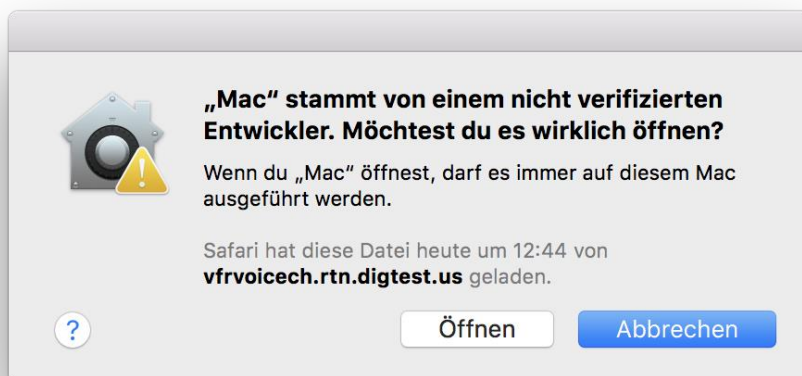 „Mac“ stammt von einem nicht verifizierten
Entwickler. Möchtest du es wirklich öffnen?
Wenn du „Mac“ öffnest, darf es immer auf diesem Mac
ausgeführt werden.
Safari hat diese Datei heute um 12:44 von
vfrvoicech.rtn.digtest.us geladen.
?
Öffnen
Abbrechen